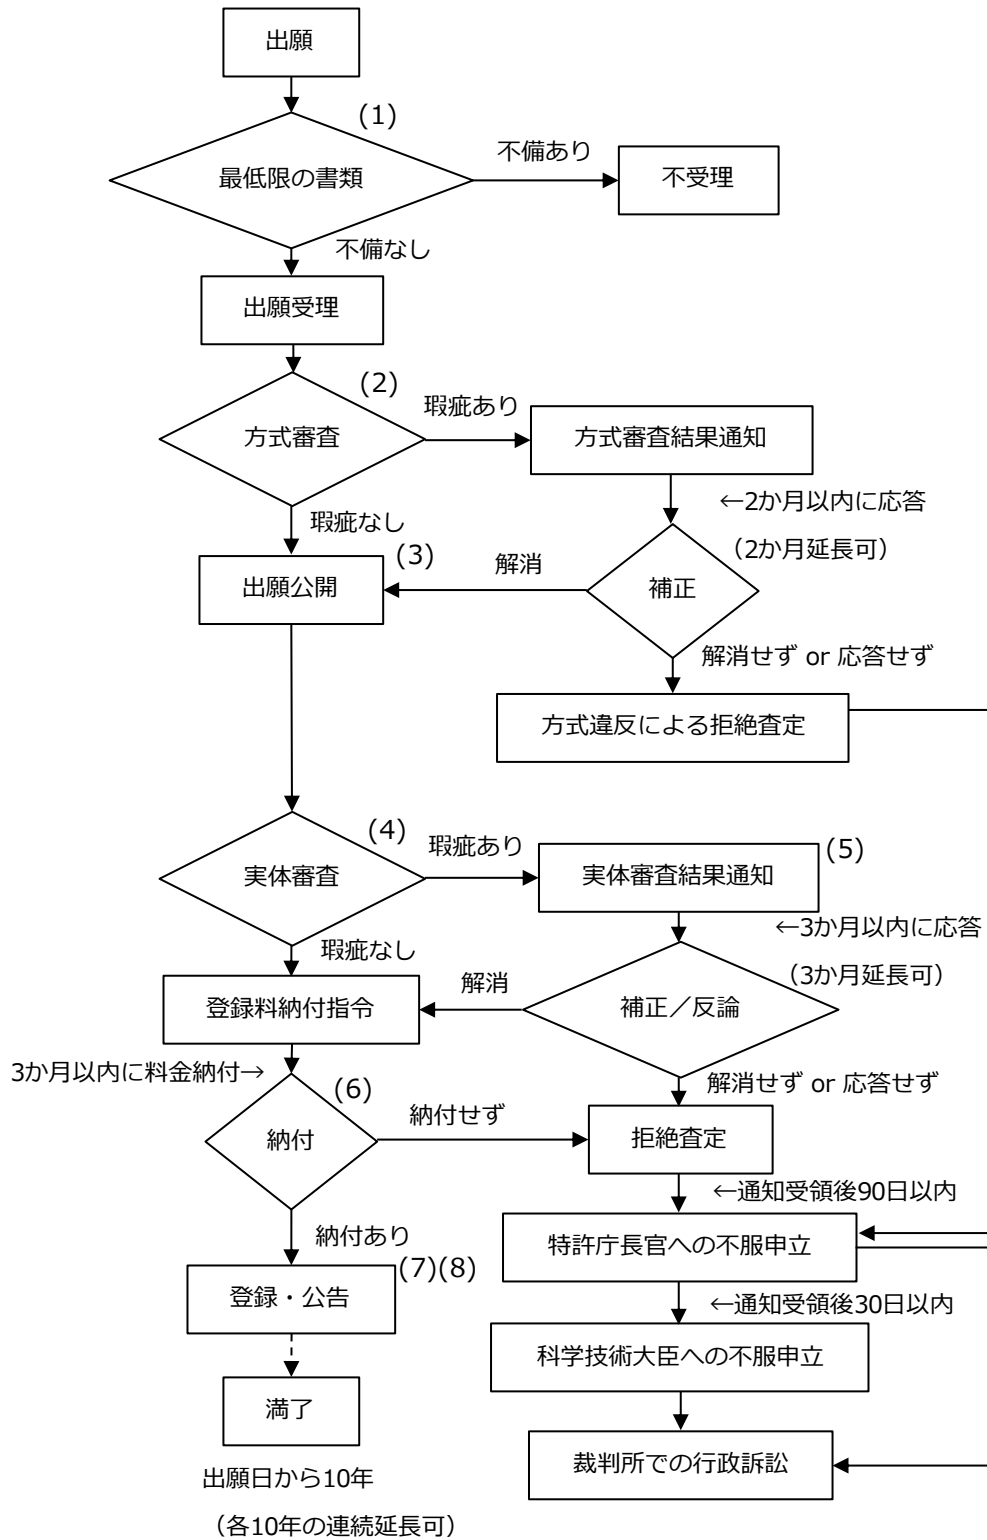 出願
(1)
最低限の書類
不備あり
不受理
不備なし
出願受理
(2)
方式審査
瑕疵あり
方式審査結果通知
←2か月以内に応答
（2か月延長可）
瑕疵なし
(3)
出願公開
解消
補正
解消せず or 応答せず
方式違反による拒絶査定
(4)
実体審査
瑕疵あり
(5)
実体審査結果通知
←3か月以内に応答
（3か月延長可）
瑕疵なし
登録料納付指令
解消
補正／反論
3か月以内に料金納付→
解消せず or 応答せず
(6)
納付
納付せず
拒絶査定
←通知受領後90日以内
納付あり
特許庁長官への不服申立
(7)(8)
登録・公告
←通知受領後30日以内
科学技術大臣への不服申立
満了
裁判所での行政訴訟
出願日から10年
（各10年の連続延長可）